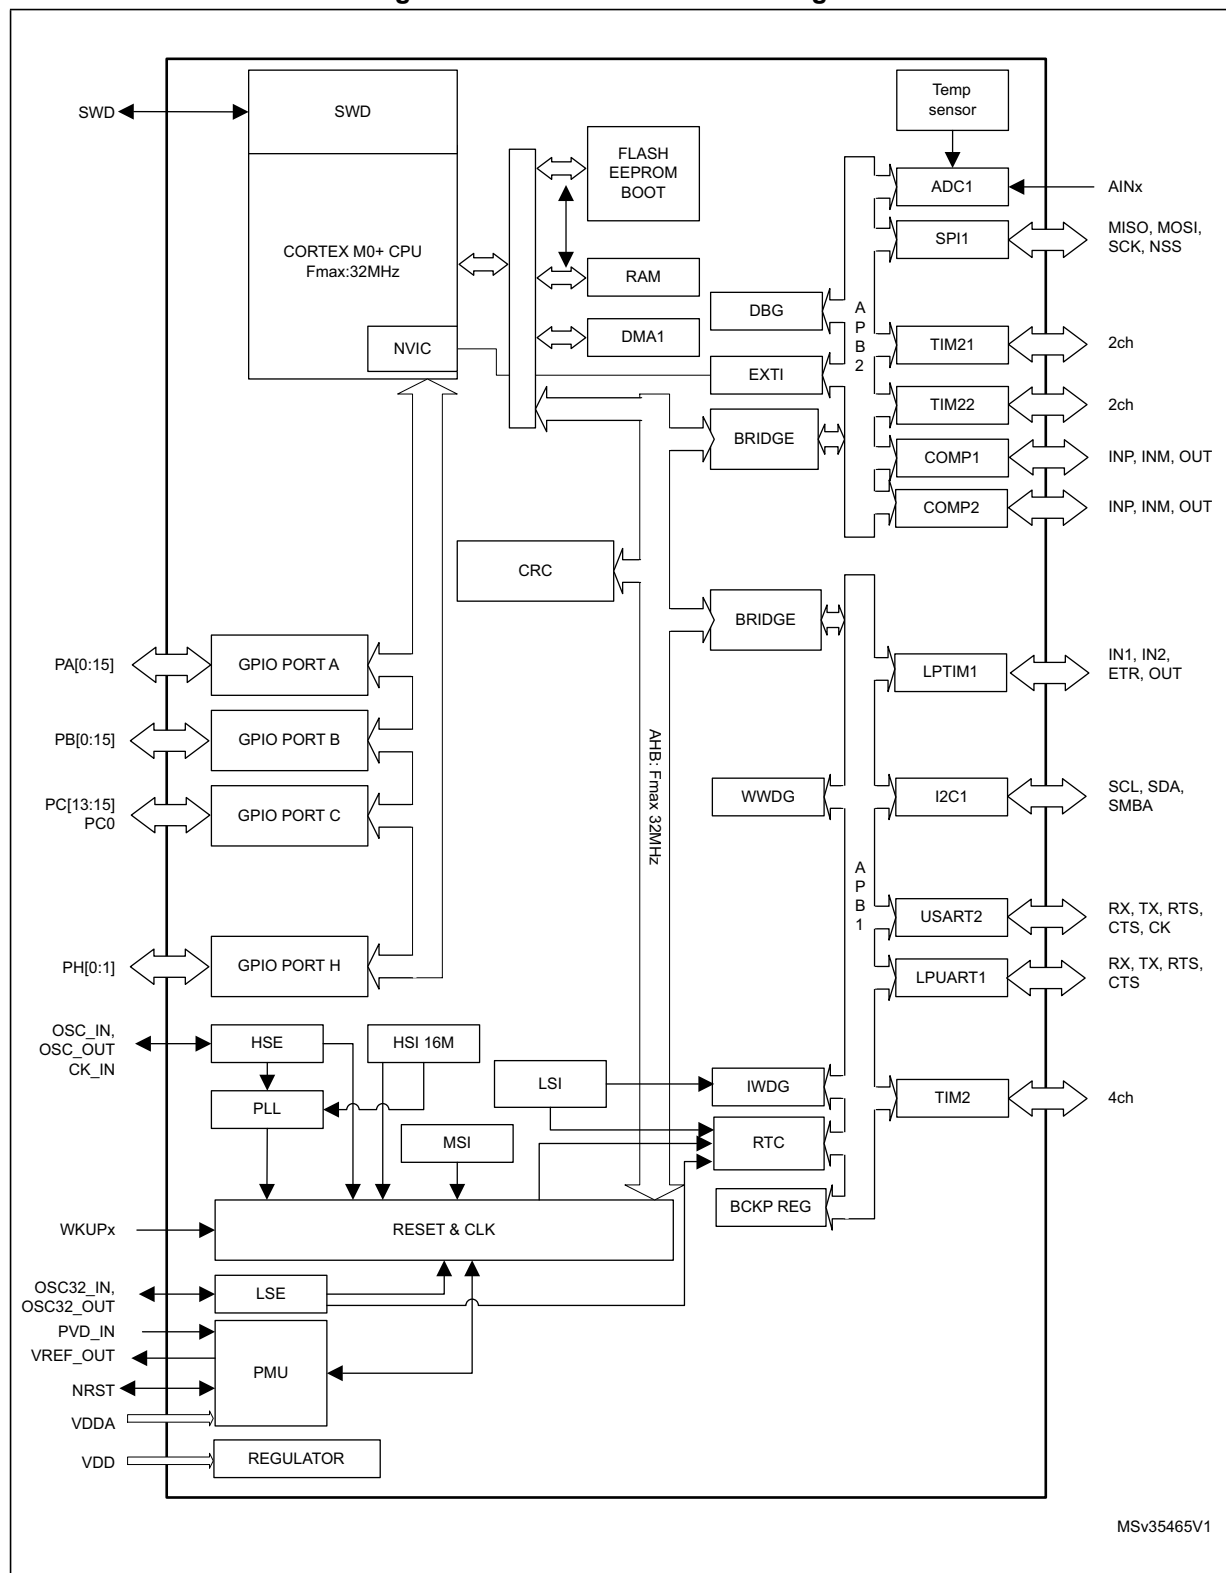 SWD
SWD
CORTEX M0+ CPU
Fmax:32MHz
NVIC
FLASH
EEPROM
BOOT
RAM
DMA1
Temp
sensor
ADC1
AINx
SPI1
MISO, MOSI,
SCK, NSS
DBG
EXTI
APB2
TIM21
2ch
TIM22
2ch
BRIDGE
COMP1
INP, INM, OUT
COMP2
INP, INM, OUT
CRC
BRIDGE
PA[0:15]
GPIO PORT A
PB[0:15]
GPIO PORT B
PC[13:15]
PC0
GPIO PORT C
PH[0:1]
GPIO PORT H
AHB: Fmax 32MHz
LPTIM1
IN1, IN2,
ETR, OUT
WWDG
I2C1
SCL, SDA,
SMBA
APB1
USART2
RX, TX, RTS,
CTS, CK
LPUART1
RX, TX, RTS,
CTS
OSC_IN,
OSC_OUT
CK_IN
HSE
HSI 16M
PLL
LSI
IWDG
TIM2
4ch
MSI
RTC
BCKP REG
WKUPx
RESET & CLK
OSC32_IN,
OSC32_OUT
LSE
PVD_IN
VREF_OUT
NRST
VDDA
PMU
VDD
REGULATOR
MSv35465V1